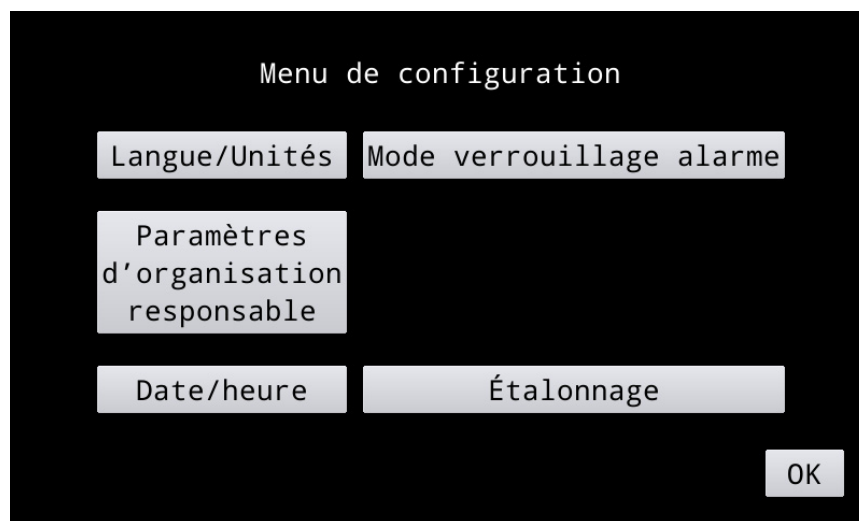 Menu de configuration
Langue/Unités
Mode verrouillage alarme
Paramètres
d’organisation
responsable
Date/heure
Étalonnage
OK